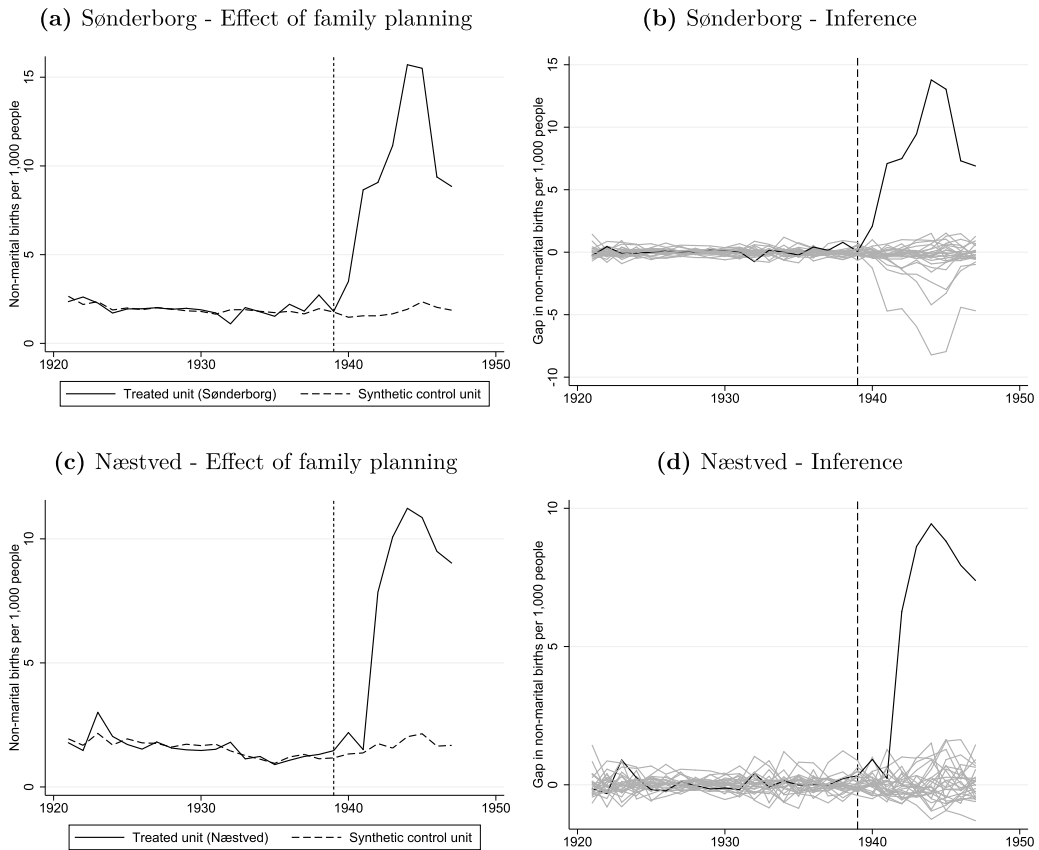 (a) Sønderborg - Effect of family planning
Non-marital births per 1,000 people
15
10
5
0
1920 1930 1940 1950
Treated unit (Sønderborg) Synthetic control unit
(b) Sønderborg - Inference
Gap in non-marital births per 1,000 people
15
10
5
0
-5
-10
1920 1930 1940 1950
(c) Næstved - Effect of family planning
Non-marital births per 1,000 people
10
5
0
1920 1930 1940 1950
Treated unit (Næstved) Synthetic control unit
(d) Næstved - Inference
Gap in non-marital births per 1,000 people
10
5
0
1920 1930 1940 1950